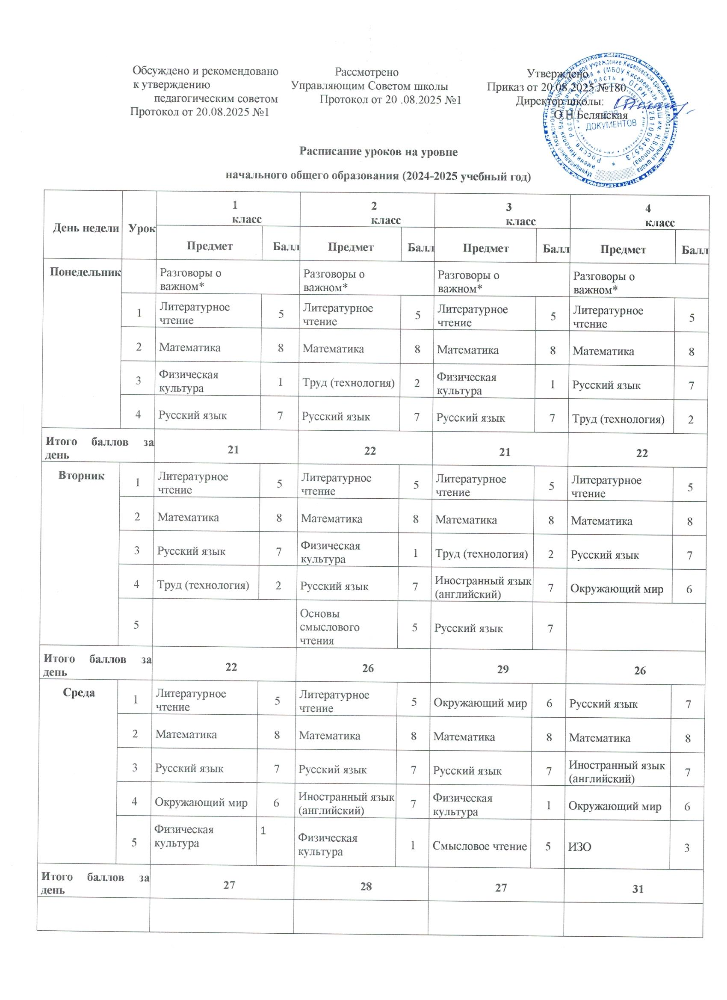 Обсуждено и рекомендовано
к утверждению
педагогическим советом
Протокол от 20.08.2025 №1
Рассмотрено
Управляющим Советом школы
Протокол от 20 .08.2025 №1
Утверждено
Приказ от 20.08.2025 №180
Директор школы:
О.Н.Белянская
ДОКУМЕНТОВ
Расписание уроков на уровне
начального общего образования (2024-2025 учебный год)
День недели Урок 1 класс 2 класс 3 класс 4 класс
Предмет Балл Предмет Балл Предмет Балл Предмет Балл
Понедельник Разговоры о важном* Разговоры о важном* Разговоры о важном* Разговоры о важном*
1 Литературное чтение 5 Литературное чтение 5 Литературное чтение 5 Литературное чтение 5
2 Математика 8 Математика 8 Математика 8 Математика 8
3 Физическая культура 1 Труд (технология) 2 Физическая культура 1 Русский язык 7
4 Русский язык 7 Русский язык 7 Русский язык 7 Труд (технология) 2
Итого баллов за день 21 22 21 22
Вторник 1 Литературное чтение 5 Литературное чтение 5 Литературное чтение 5 Литературное чтение 5
2 Математика 8 Математика 8 Математика 8 Математика 8
3 Русский язык 7 Физическая культура 1 Труд (технология) 2 Русский язык 7
4 Труд (технология) 2 Русский язык 7 Иностранный язык (английский) 7 Окружающий мир 6
5 Основы смыслового чтения 5 Русский язык 7
Итого баллов за день 22 26 29 26
Среда 1 Литературное чтение 5 Литературное чтение 5 Окружающий мир 6 Русский язык 7
2 Математика 8 Математика 8 Математика 8 Математика 8
3 Русский язык 7 Русский язык 7 Русский язык 7 Иностранный язык (английский) 7
4 Окружающий мир 6 Иностранный язык (английский) 7 Физическая культура 1 Окружающий мир 6
5 Физическая культура 1 Физическая культура 1 Смысловое чтение 5 ИЗО 3
Итого баллов за день 27 28 27 31